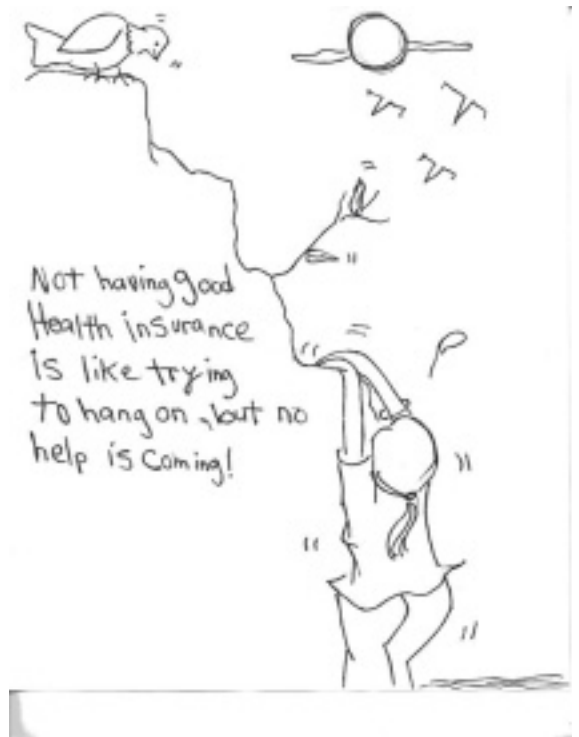 Not having good
Health insurance
is like trying
to hang on, but no
help is coming!